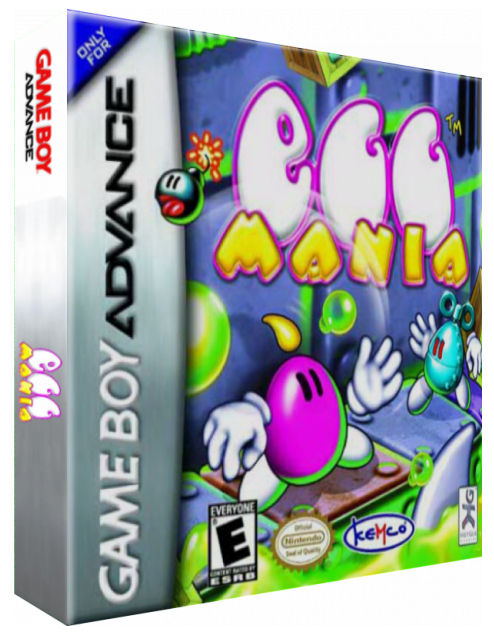 ONLY
FOR
GAME BOY
ADVANCE
EGG
MANIA
GAME BOY ADVANCE
EGG
MANIA
TM
EVERYONE
E
CONTENT RATED BY
ESRB
Official
Nintendo
Seal of Quality
KEMCO